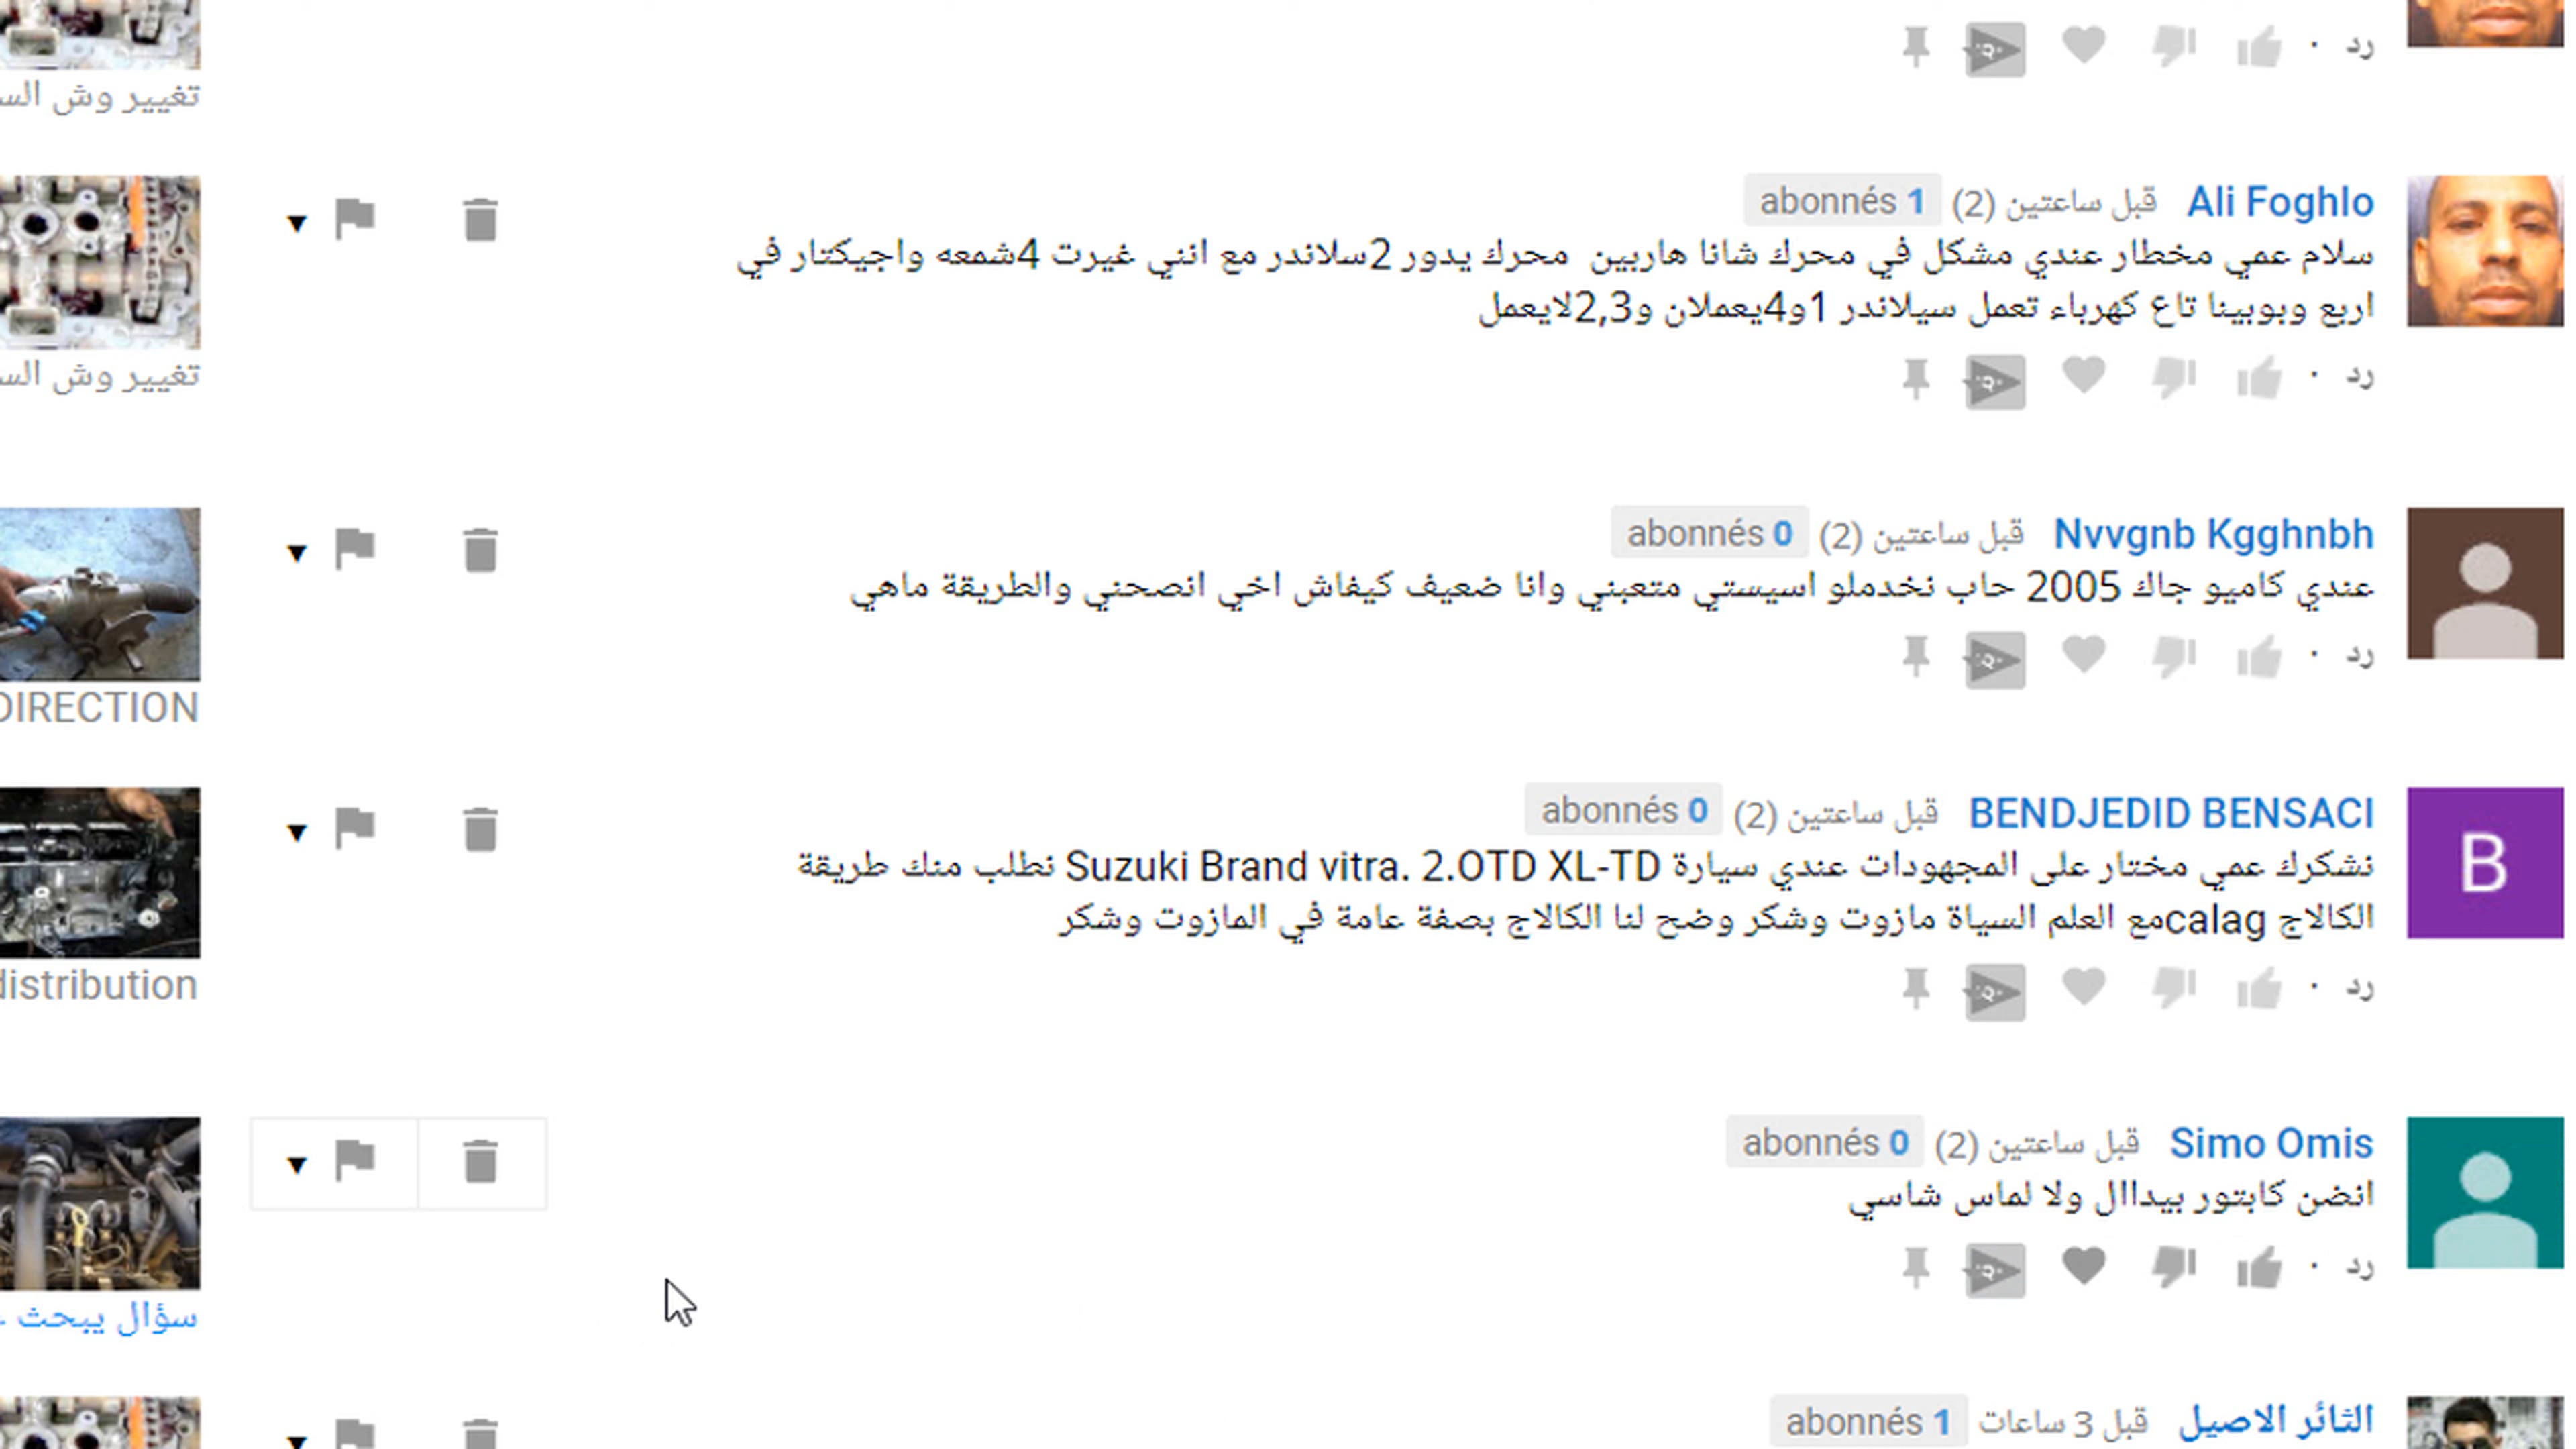 رد ·
تغيير وش الس
Ali Foghlo قبل ساعتين (2) abonnés 1
سلام عمي مخطار عندي مشكل في محرك شانا هاربين محرك يدور 2سلاندر مع انني غيرت 4شمعه واجيكتار في
اربع وبوبينا تاع كهرباء تعمل سيلاندر 1و4يعملان و2,3لايعمل
رد ·
تغيير وش الس
Nvvgnb Kgghnbh قبل ساعتين (2) abonnés 0
عندي كاميو جاك 2005 حاب نخدملو اسيستي متعبني وانا ضعيف كيفاش اخي انصحني والطريقة ماهي
رد ·
DIRECTION
BENDJEDID BENSACI قبل ساعتين (2) abonnés 0
نشكرك عمي مختار على المجهودات عندي سيارة Suzuki Brand vitra. 2.OTD XL-TD نطلب منك طريقة
الكالاج calagمع العلم السياة مازوت وشكر وضح لنا الكالاج بصفة عامة في المازوت وشكر
رد ·
distribution
B
Simo Omis قبل ساعتين (2) abonnés 0
انضن كابتور بيداال ولا لماس شاسي
رد ·
سؤال يبحث
الثائر الاصيل قبل 3 ساعات abonnés 1